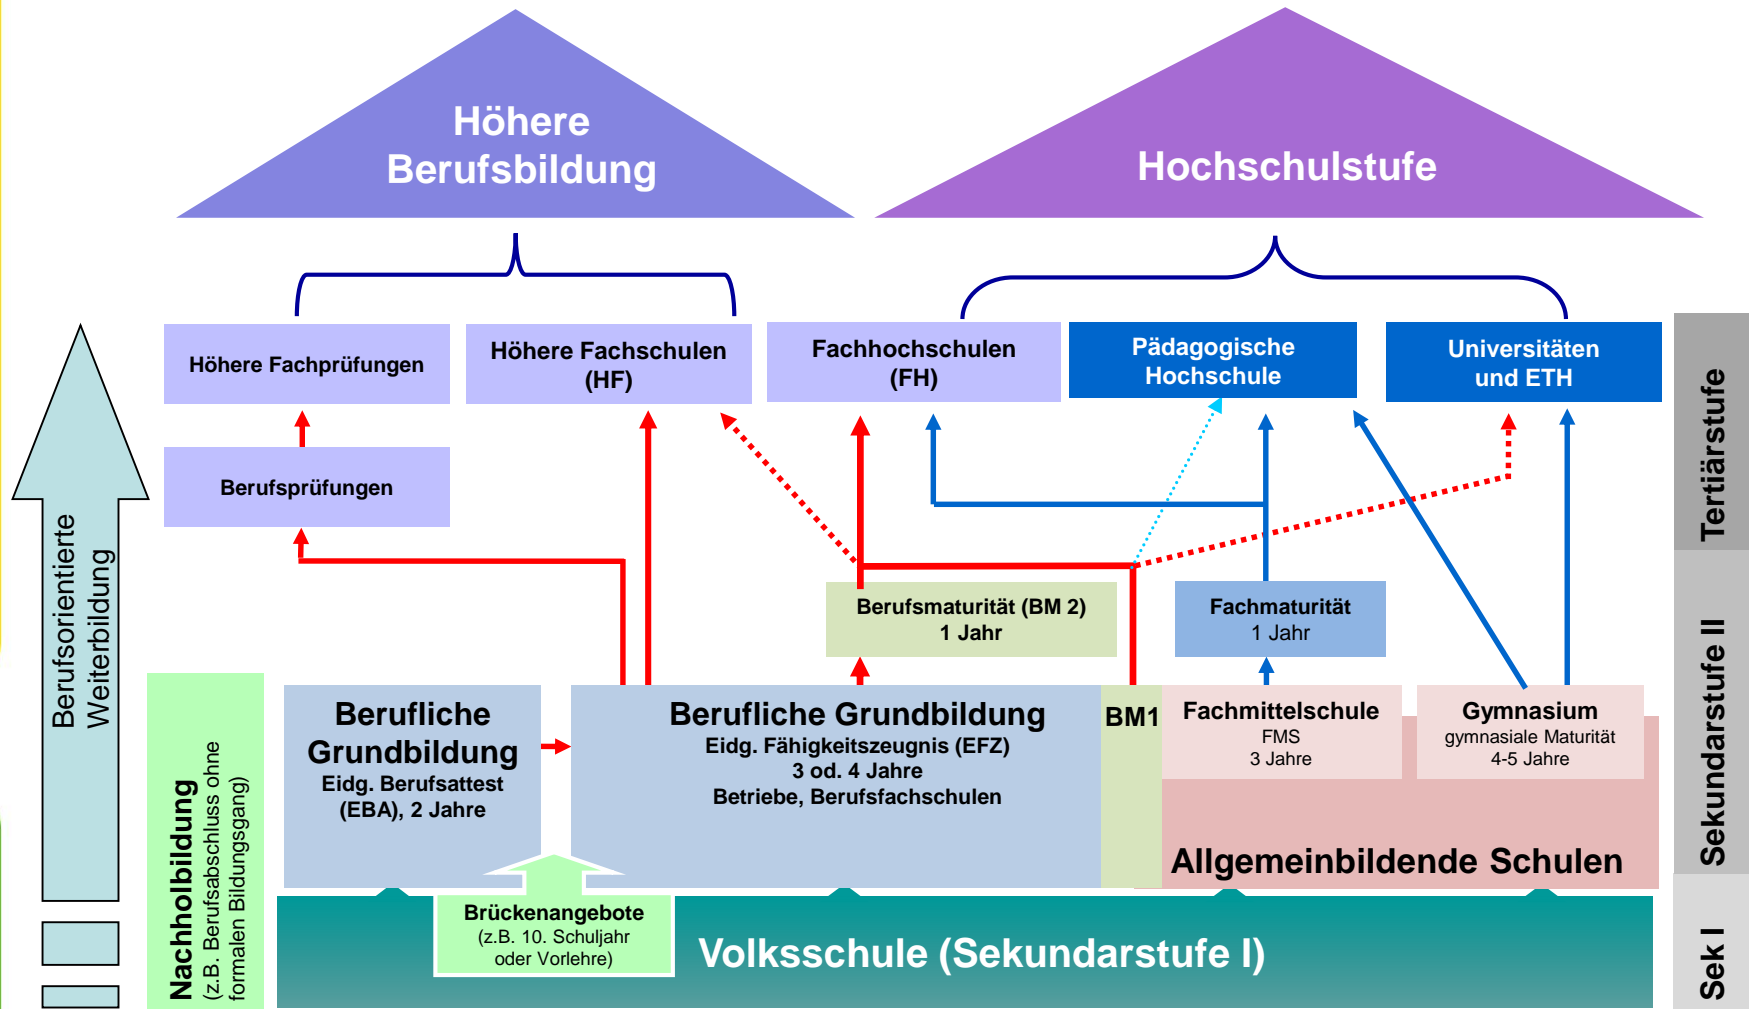 Höhere
Berufsbildung
Hochschulstufe
Höhere Fachprüfungen
Höhere Fachschulen
(HF)
Fachhochschulen
(FH)
Pädagogische
Hochschule
Universitäten
und ETH
Berufsprüfungen
Tertiärstufe
Berufsorientierte
Weiterbildung
Berufsmaturität (BM 2)
1 Jahr
Fachmaturität
1 Jahr
Sekundarstufe II
Nachholbildung
(z.B. Berufsabschluss ohne
formalen Bildungsgang)
Berufliche
Grundbildung
Eidg. Berufsattest
(EBA), 2 Jahre
Berufliche Grundbildung
Eidg. Fähigkeitszeugnis (EFZ)
3 od. 4 Jahre
Betriebe, Berufsfachschulen
BM1
Fachmittelschule
FMS
3 Jahre
Gymnasium
gymnasiale Maturität
4-5 Jahre
Allgemeinbildende Schulen
Brückenangebote
(z.B. 10. Schuljahr
oder Vorlehre)
Volksschule (Sekundarstufe I)
Sek I